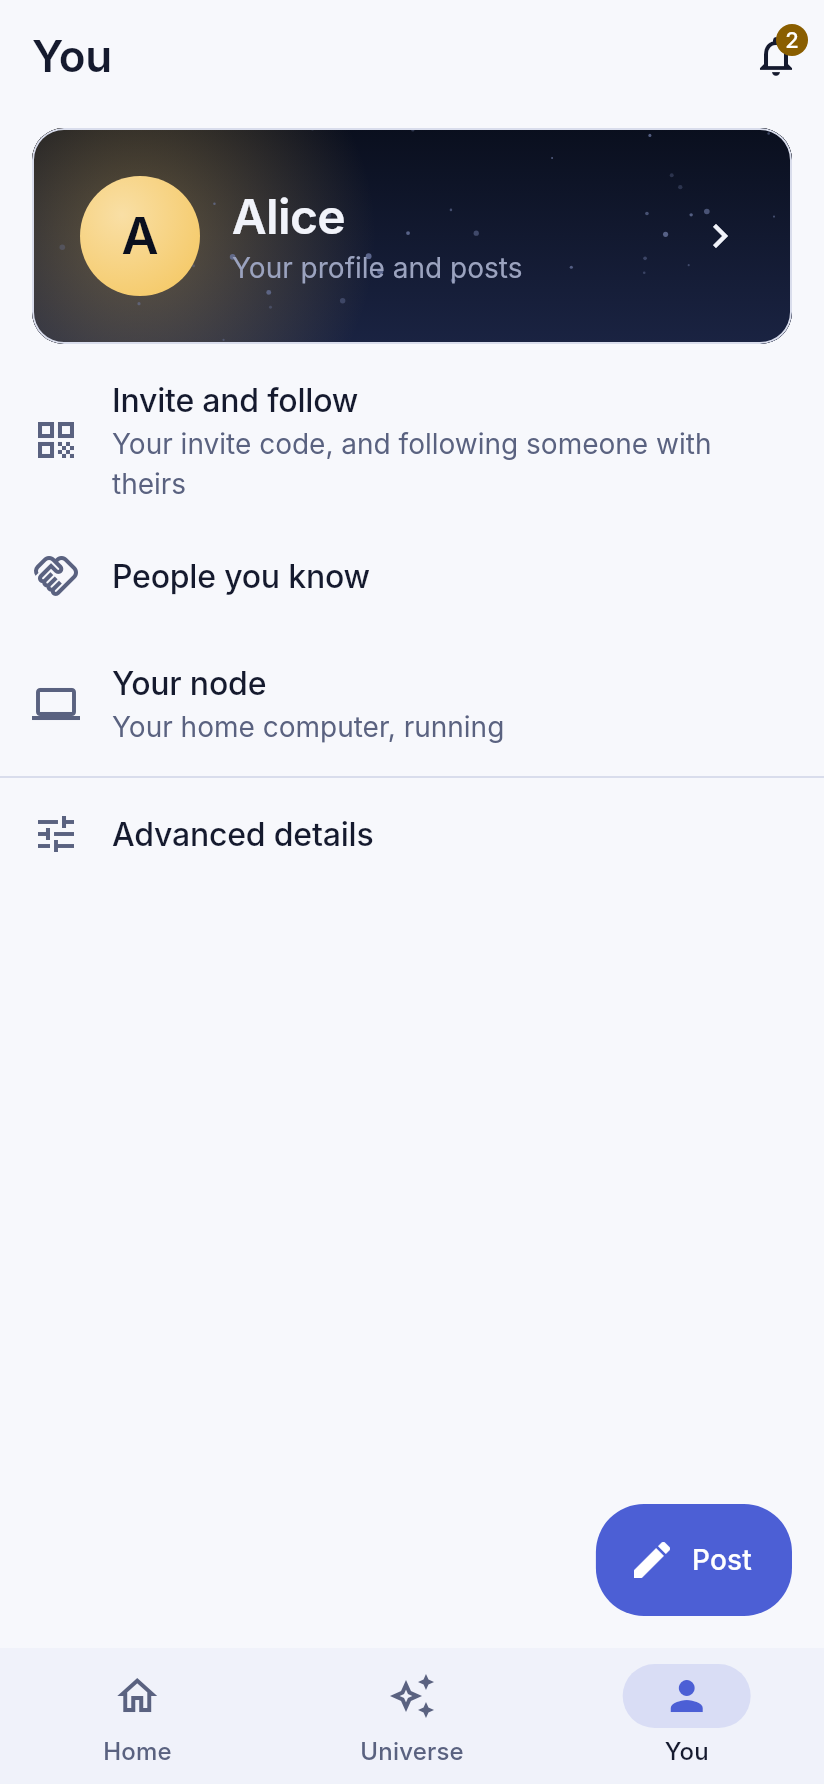 You
2
A
Alice
Your profile and posts
Invite and follow
Your invite code, and following someone with
theirs
People you know
Your node
Your home computer, running
Advanced details
Post
Home
Universe
You